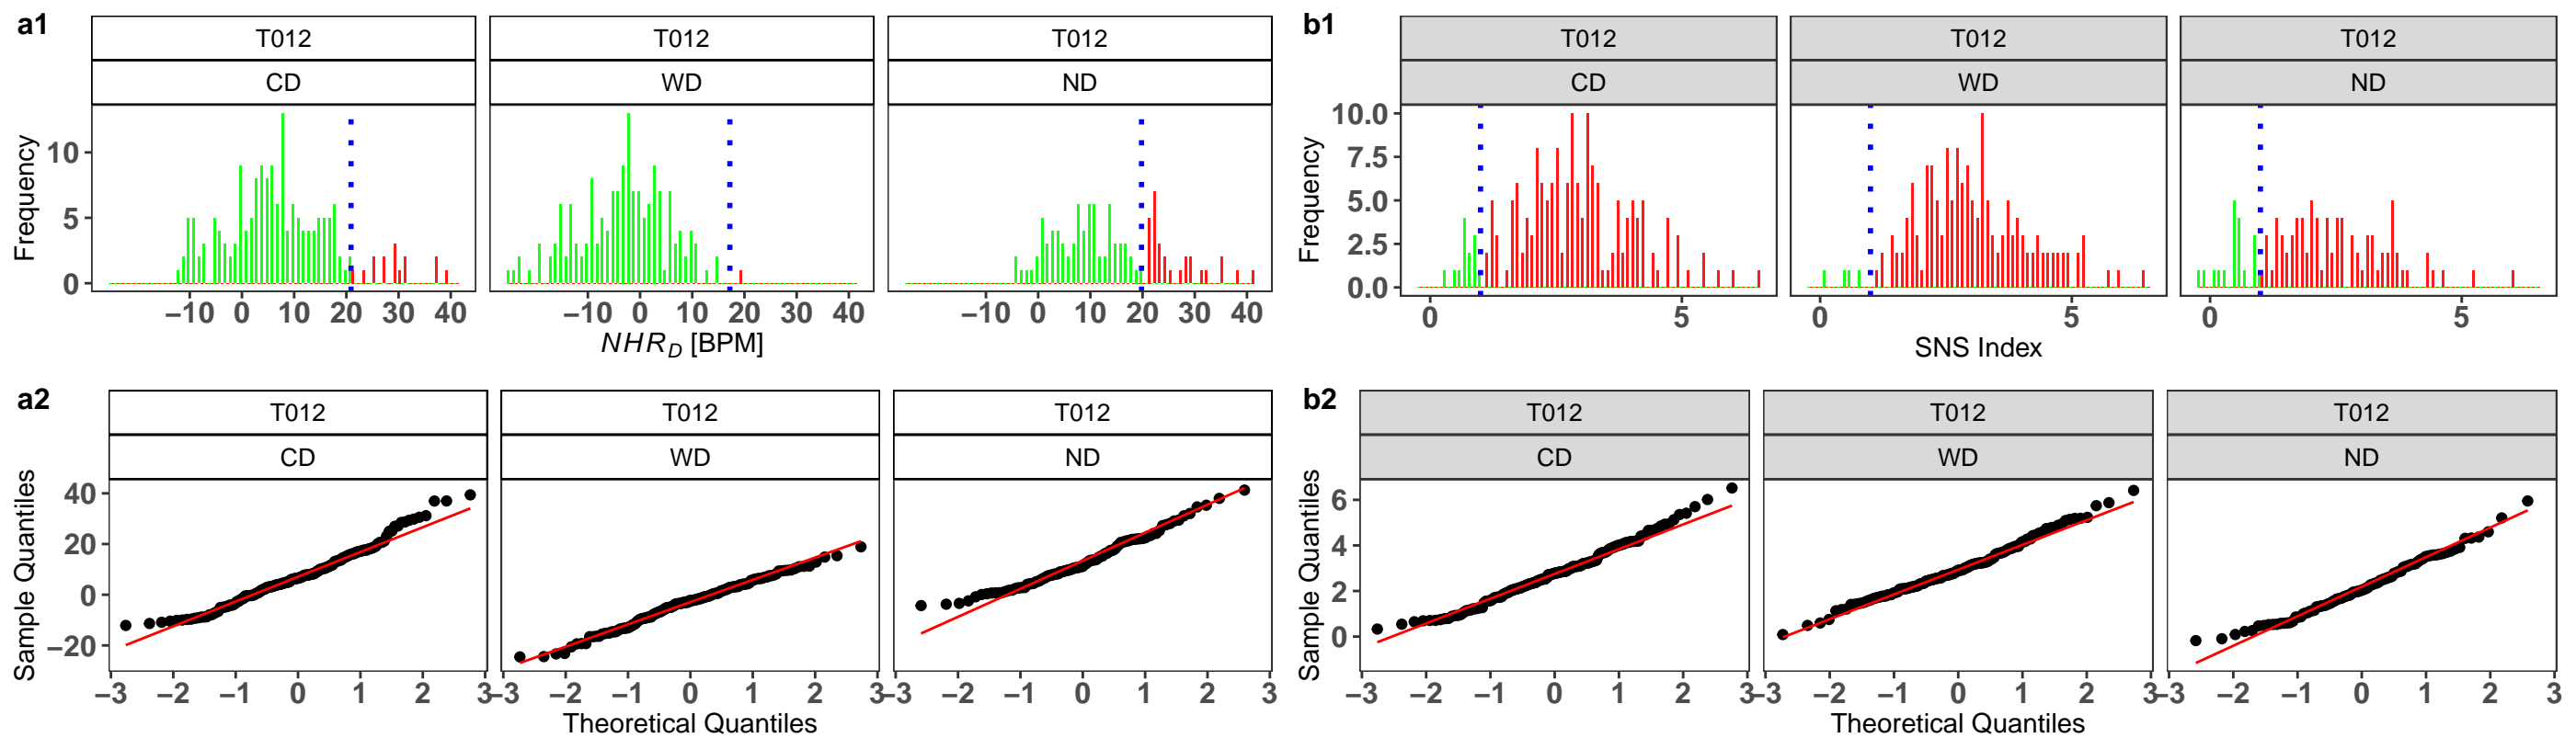 a1
T012 T012 T012
CD WD ND
Frequency
10
5
0
−10 0 10 20 30 40 −10 0 10 20 30 40 −10 0 10 20 30 40
NHR_D [BPM]
b1
T012 T012 T012
CD WD ND
Frequency
10.0
7.5
5.0
2.5
0.0
0 5 0 5 0 5
SNS Index
a2
T012 T012 T012
CD WD ND
Sample Quantiles
40
20
0
−20
−3 −2 −1 0 1 2 3 −3 −2 −1 0 1 2 3 −3 −2 −1 0 1 2 3
Theoretical Quantiles
b2
T012 T012 T012
CD WD ND
Sample Quantiles
6
4
2
0
−3 −2 −1 0 1 2 3 −3 −2 −1 0 1 2 3 −3 −2 −1 0 1 2 3
Theoretical Quantiles